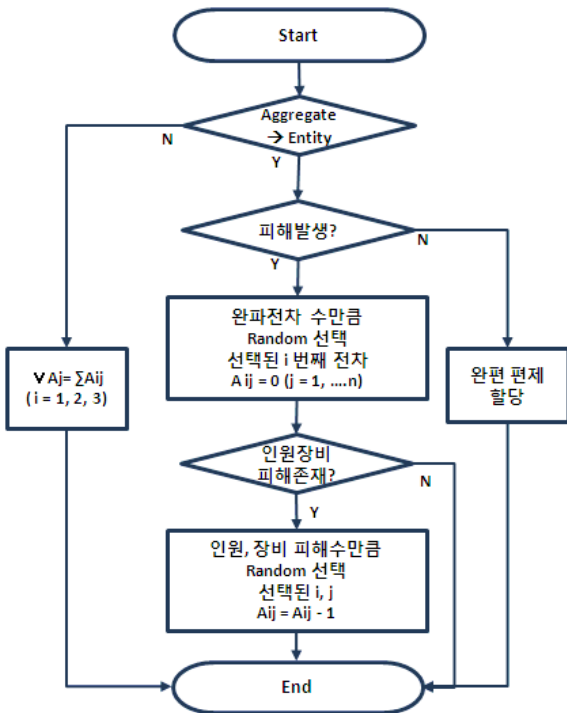 Start
Aggregate
→ Entity
N
Y
피해발생?
N
Y
완파전차 수만큼
Random 선택
선택된 i 번째 전차
A ij = 0 (j = 1, ....n)
∀ Aj= ∑Aij
( i = 1, 2, 3)
완편 편제
할당
인원장비
피해존재?
N
Y
인원, 장비 피해수만큼
Random 선택
선택된 i, j
Aij = Aij - 1
End